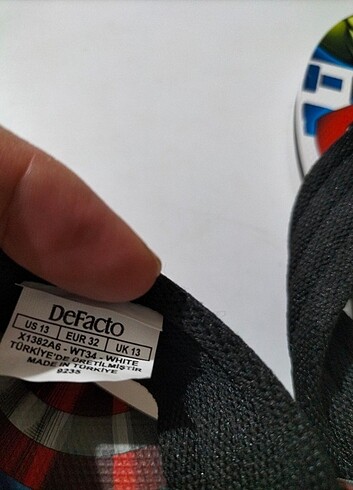 DeFacto
US 13 EUR 32 UK 13
X1382A6 - WT34 - WHITE
TÜRKİYE'DE ÜRETİLMİŞTİR
MADE IN TÜRKİYE
9235